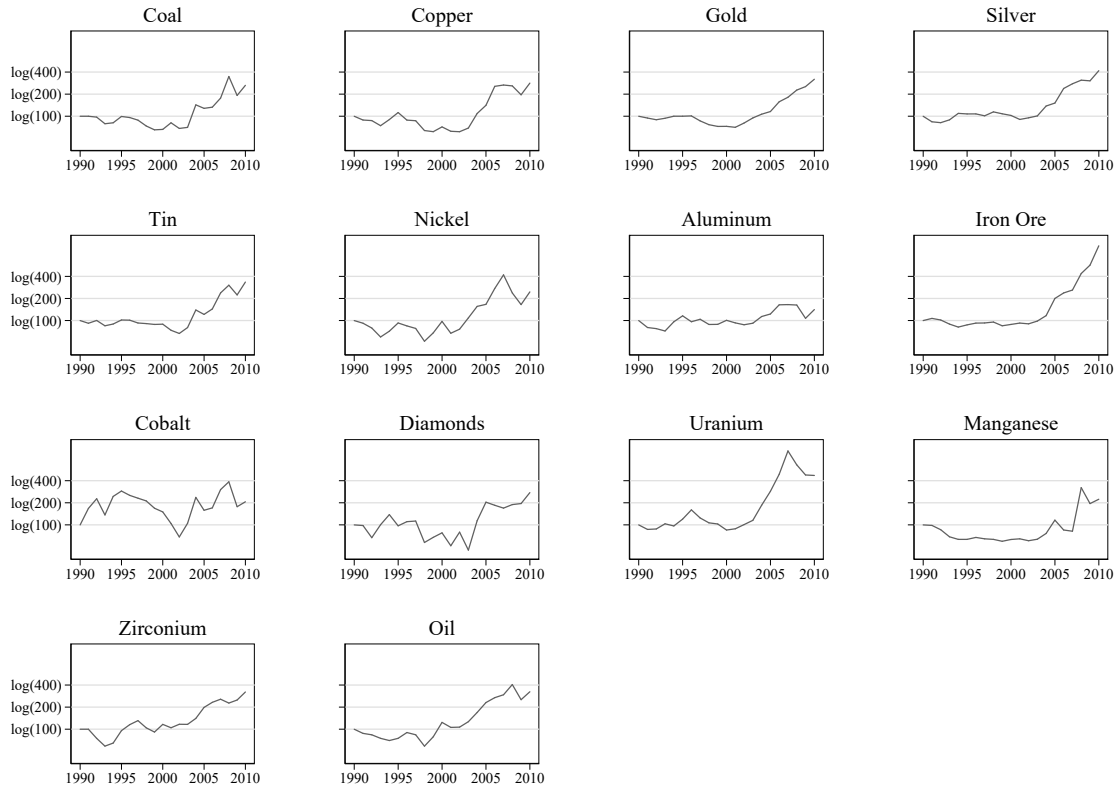 Coal Copper Gold Silver
log(400)
log(200)
log(100)
1990 1995 2000 2005 2010 1990 1995 2000 2005 2010 1990 1995 2000 2005 2010 1990 1995 2000 2005 2010
Tin Nickel Aluminum Iron Ore
log(400)
log(200)
log(100)
1990 1995 2000 2005 2010 1990 1995 2000 2005 2010 1990 1995 2000 2005 2010 1990 1995 2000 2005 2010
Cobalt Diamonds Uranium Manganese
log(400)
log(200)
log(100)
1990 1995 2000 2005 2010 1990 1995 2000 2005 2010 1990 1995 2000 2005 2010 1990 1995 2000 2005 2010
Zirconium Oil
log(400)
log(200)
log(100)
1990 1995 2000 2005 2010 1990 1995 2000 2005 2010